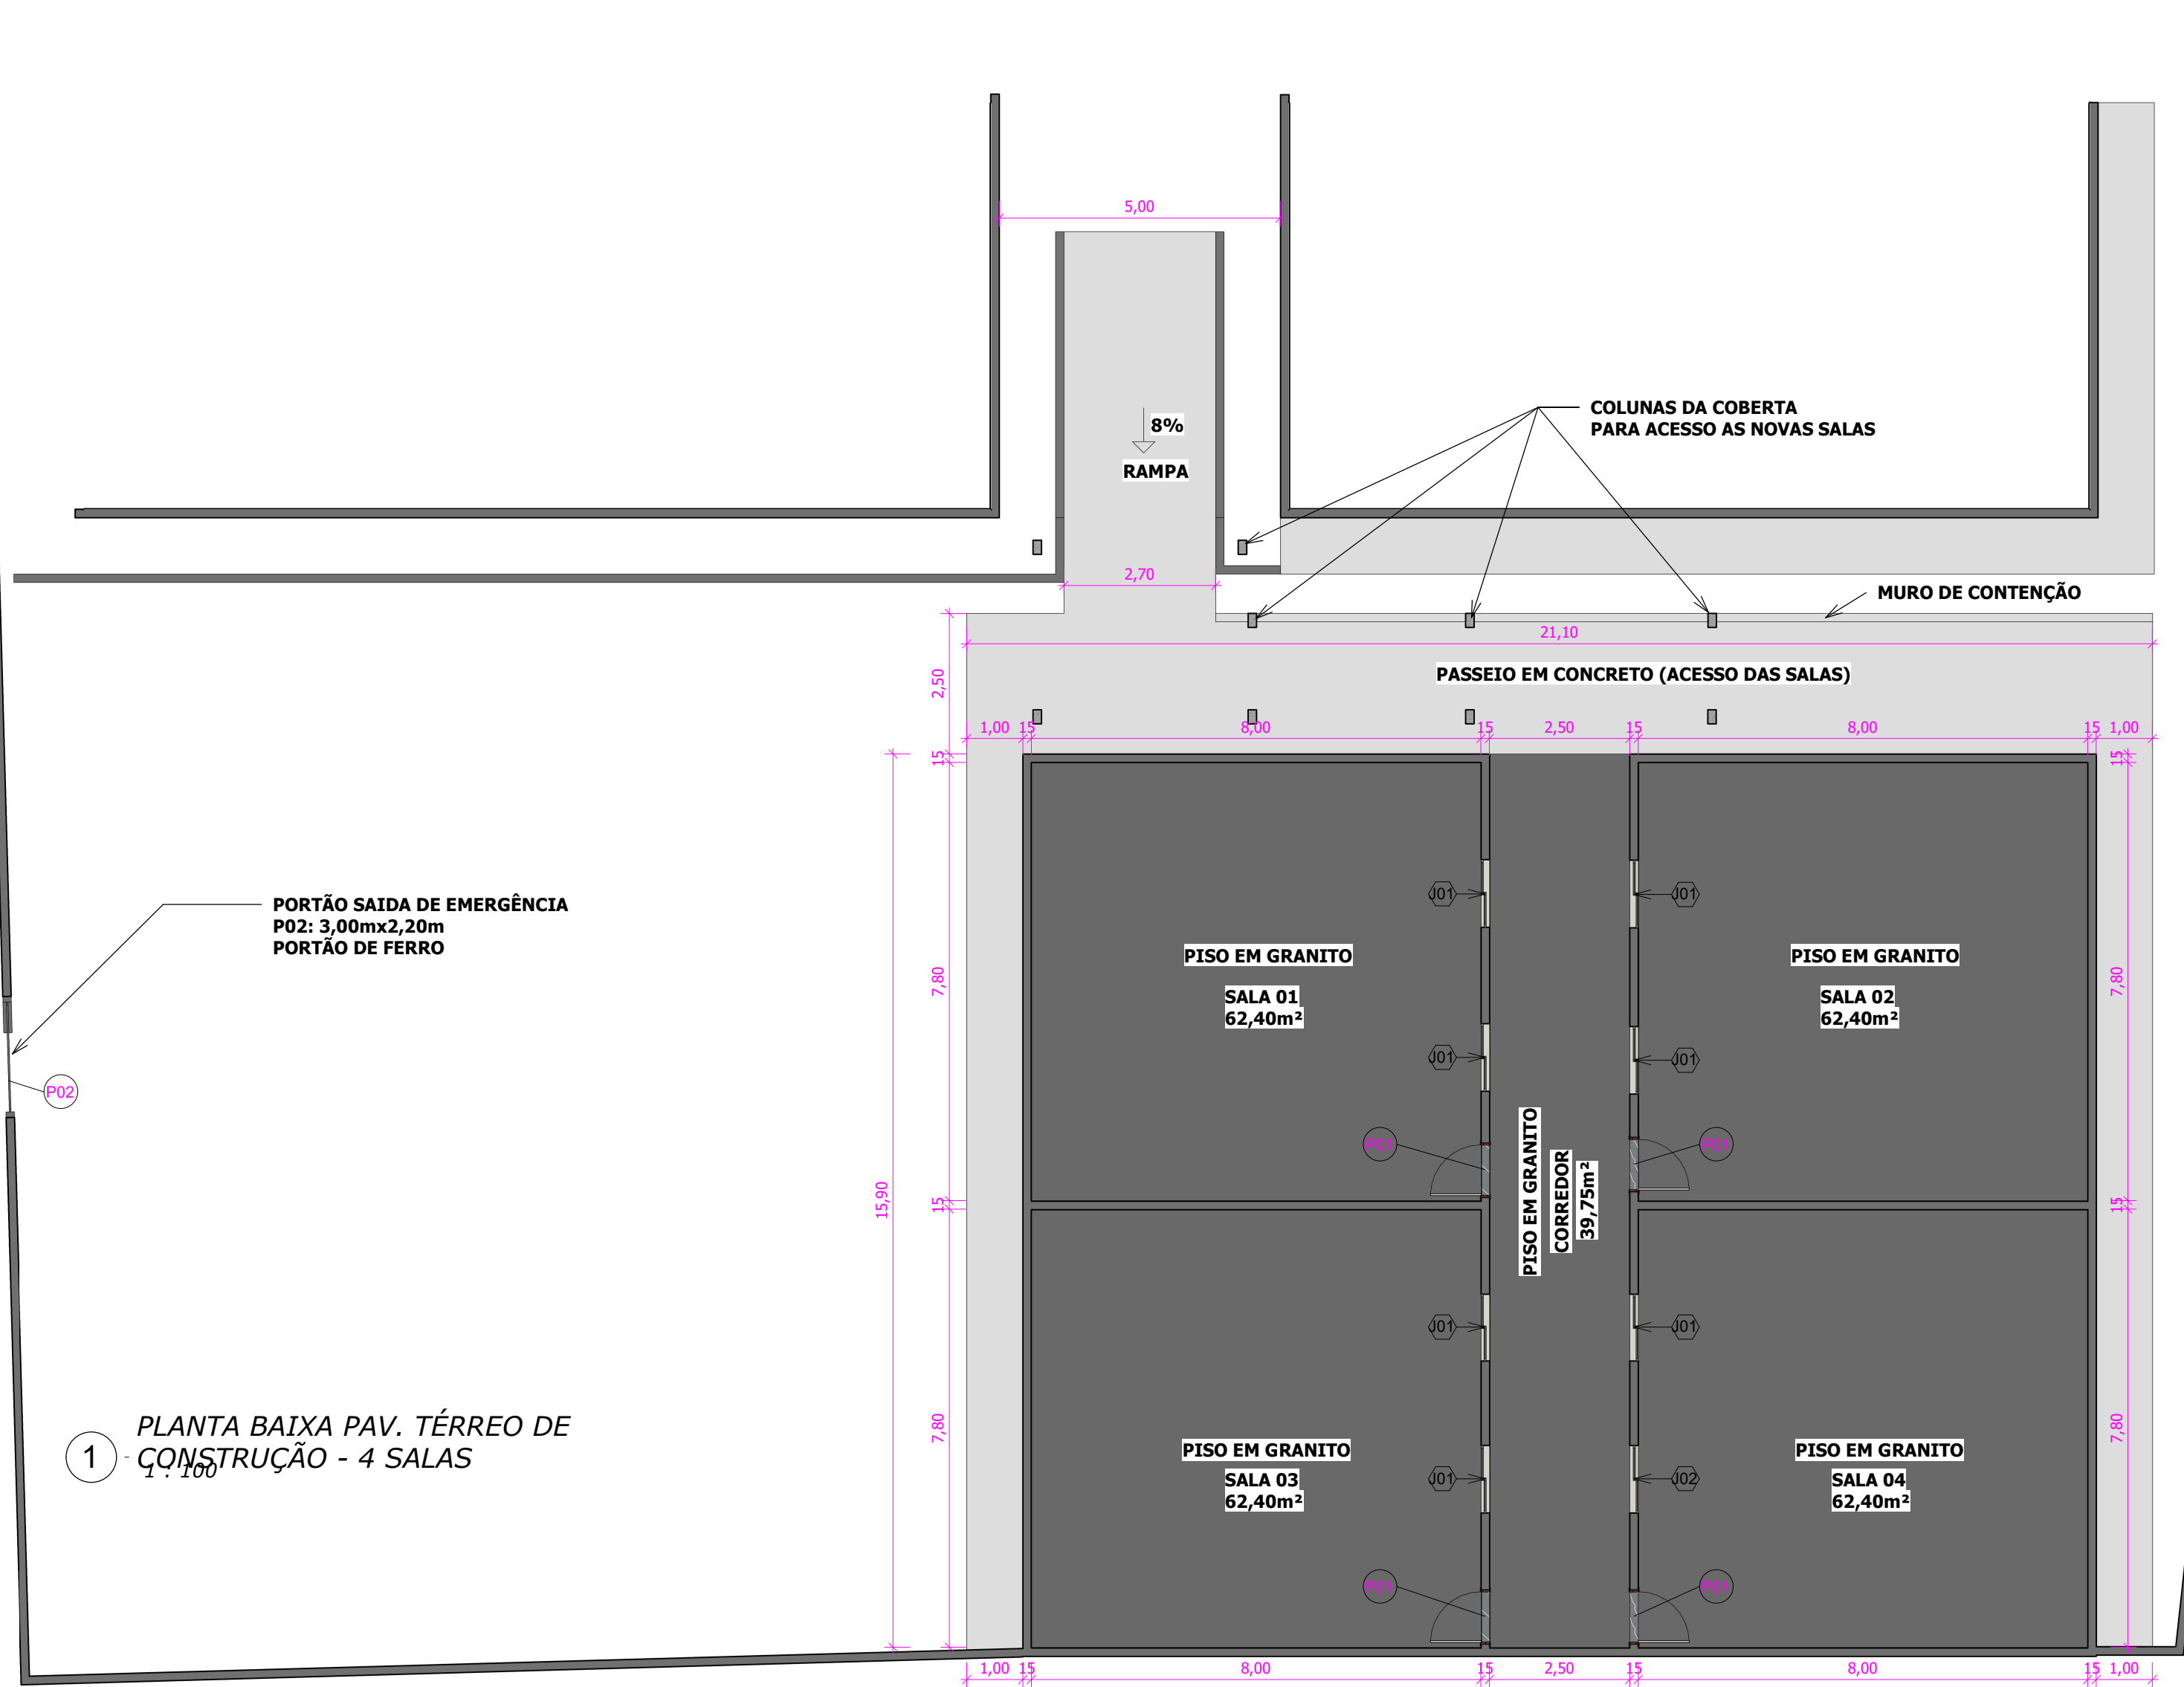 5,00
COLUNAS DA COBERTA
PARA ACESSO AS NOVAS SALAS
8%
RAMPA
2,70
MURO DE CONTENÇÃO
21,10
2,50
PASSEIO EM CONCRETO (ACESSO DAS SALAS)
1,00 15 8,00 15 2,50 15 8,00 15 1,00
15
15
PORTÃO SAIDA DE EMERGÊNCIA
P02: 3,00mx2,20m
PORTÃO DE FERRO
J01
J01
PISO EM GRANITO
SALA 01
62,40m²
PISO EM GRANITO
SALA 02
62,40m²
7,80
7,80
J01
J01
P02
P01
P01
PISO EM GRANITO
CORREDOR
39,75m²
15,90
15
15
J01
J01
PLANTA BAIXA PAV. TÉRREO DE
CONSTRUÇÃO - 4 SALAS
1
1 : 100
7,80
7,80
PISO EM GRANITO
SALA 03
62,40m²
J01
J02
PISO EM GRANITO
SALA 04
62,40m²
P01
P01
1,00 15 8,00 15 2,50 15 8,00 15 1,00